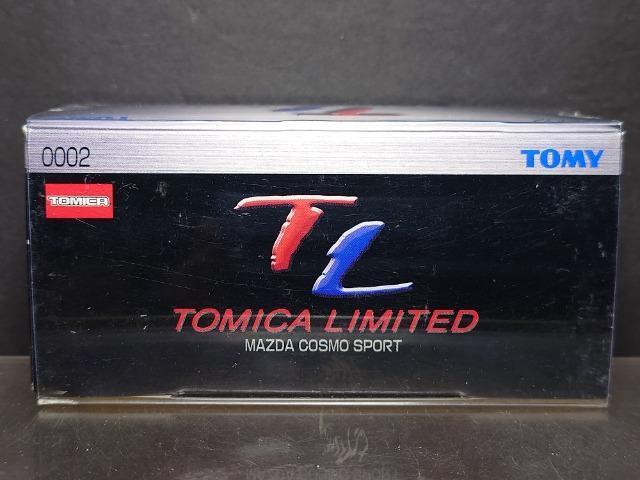 0002
TOMY
TOMICA
TL
TOMICA LIMITED
MAZDA COSMO SPORT